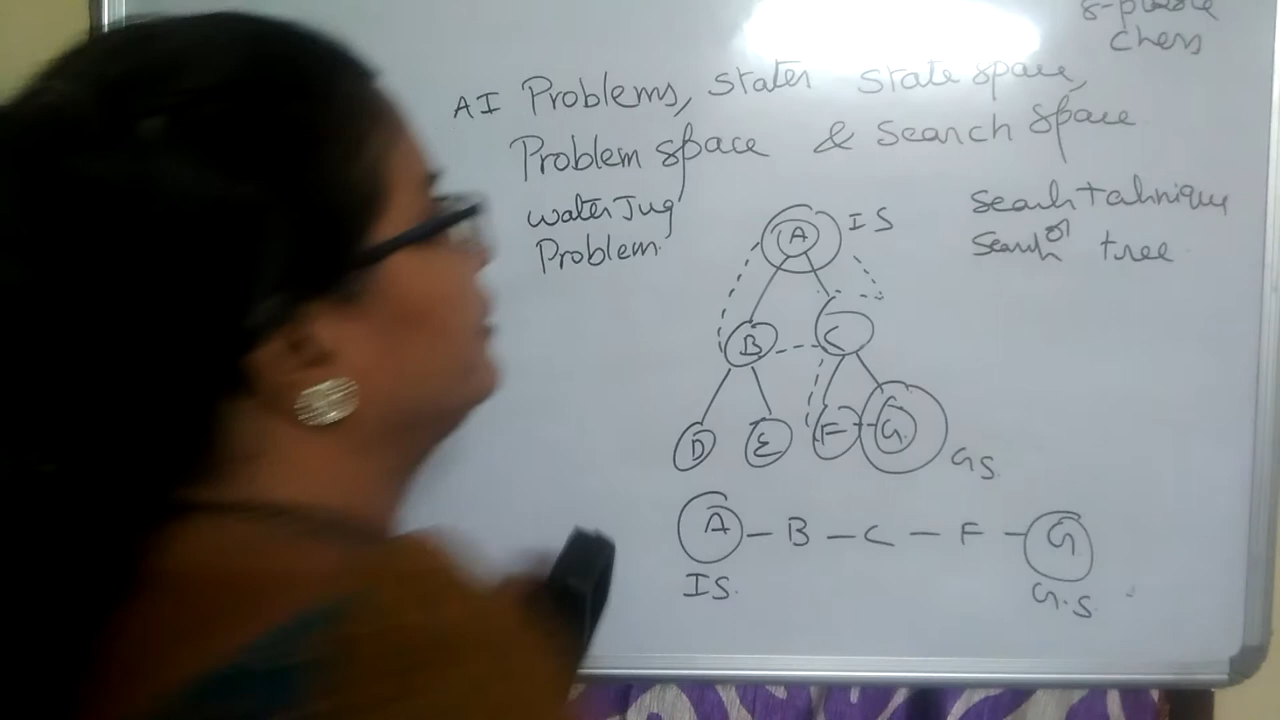 8-puzzle
chess
AI Problems, States State space,
Problem space & Search space
Water Jug
Problem.
Search technique
or
Search tree
A IS
B C
D E F G
GS
A – B – C – F – G
IS. G.S